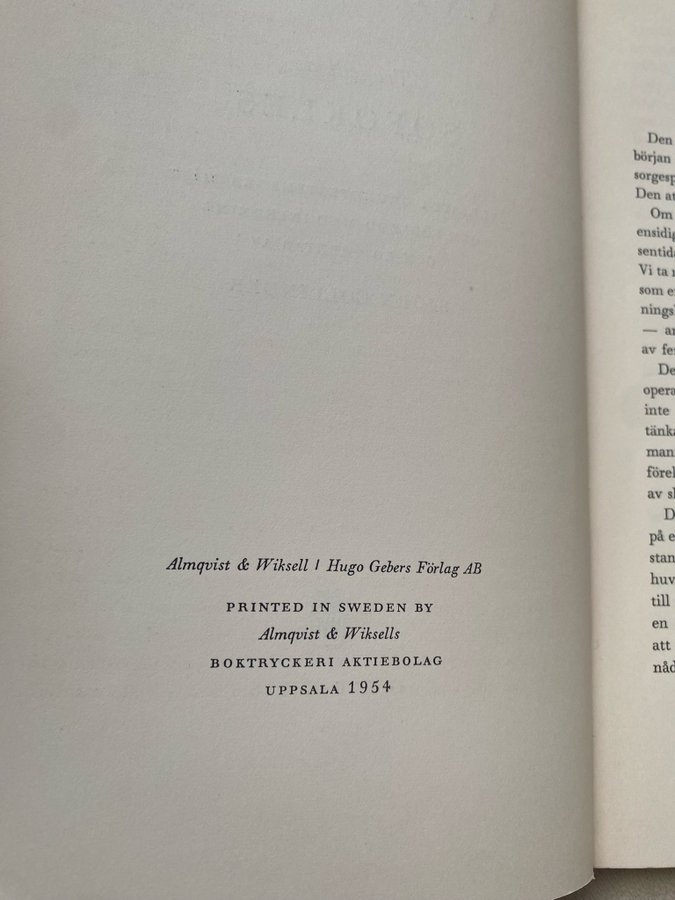 Almqvist & Wiksell / Hugo Gebers Förlag AB
PRINTED IN SWEDEN BY
Almqvist & Wiksells
BOKTRYCKERI AKTIEBOLAG
UPPSALA 1954
Den
början
sorgesp
Den at
Om
ensidig
sentida
Vi ta
som e
nings
— a
av fe
De
opera
inte
tänka
man
förel
av sl
D
på e
stan
huv
till
en
att
nåd